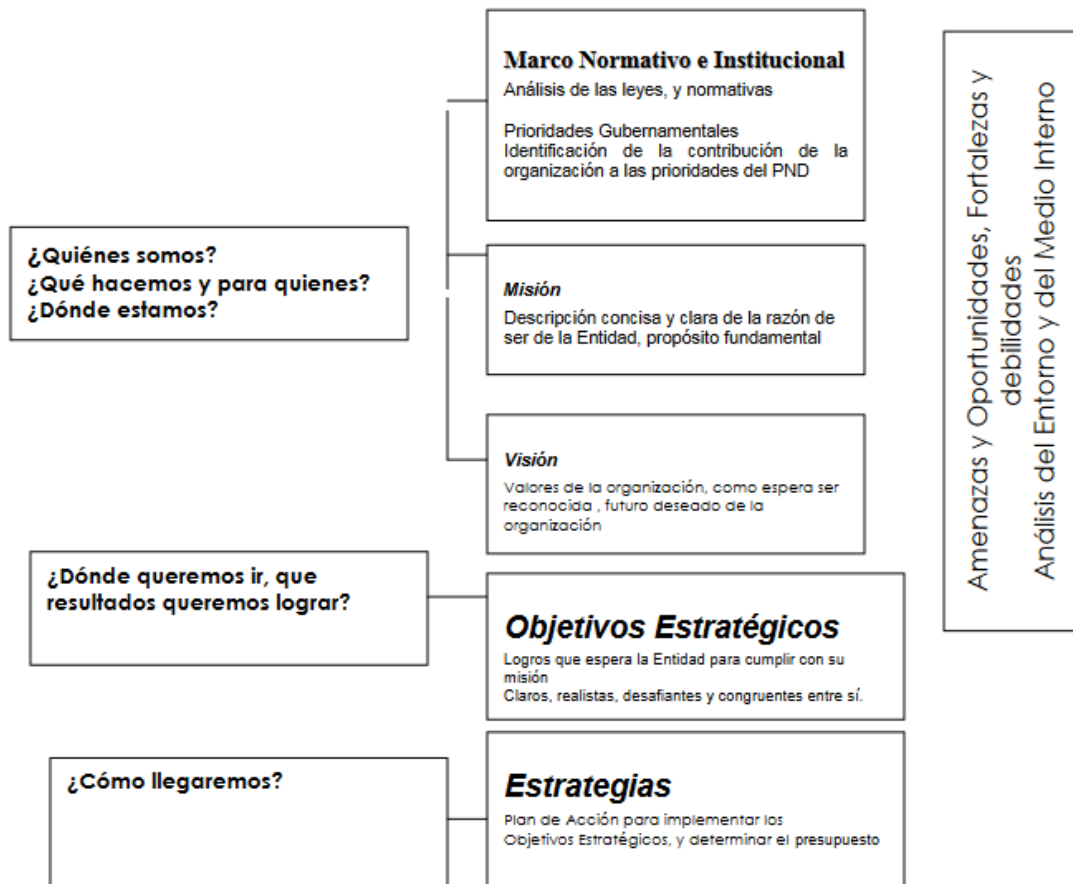 ¿Quiénes somos?
¿Qué hacemos y para quienes?
¿Dónde estamos?
Marco Normativo e Institucional
Análisis de las leyes, y normativas
Prioridades Gubernamentales
Identificación de la contribución de la
organización a las prioridades del PND
Misión
Descripción concisa y clara de la razón de
ser de la Entidad, propósito fundamental
Visión
Valores de la organización, como espera ser
reconocida , futuro deseado de la
organización
¿Dónde queremos ir, que
resultados queremos lograr?
Objetivos Estratégicos
Logros que espera la Entidad para cumplir con su
misión
Claros, realistas, desafiantes y congruentes entre sí.
¿Cómo llegaremos?
Estrategias
Plan de Acción para implementar los
Objetivos Estratégicos, y determinar el presupuesto
Amenazas y Oportunidades, Fortalezas y
debilidades
Análisis del Entorno y del Medio Interno